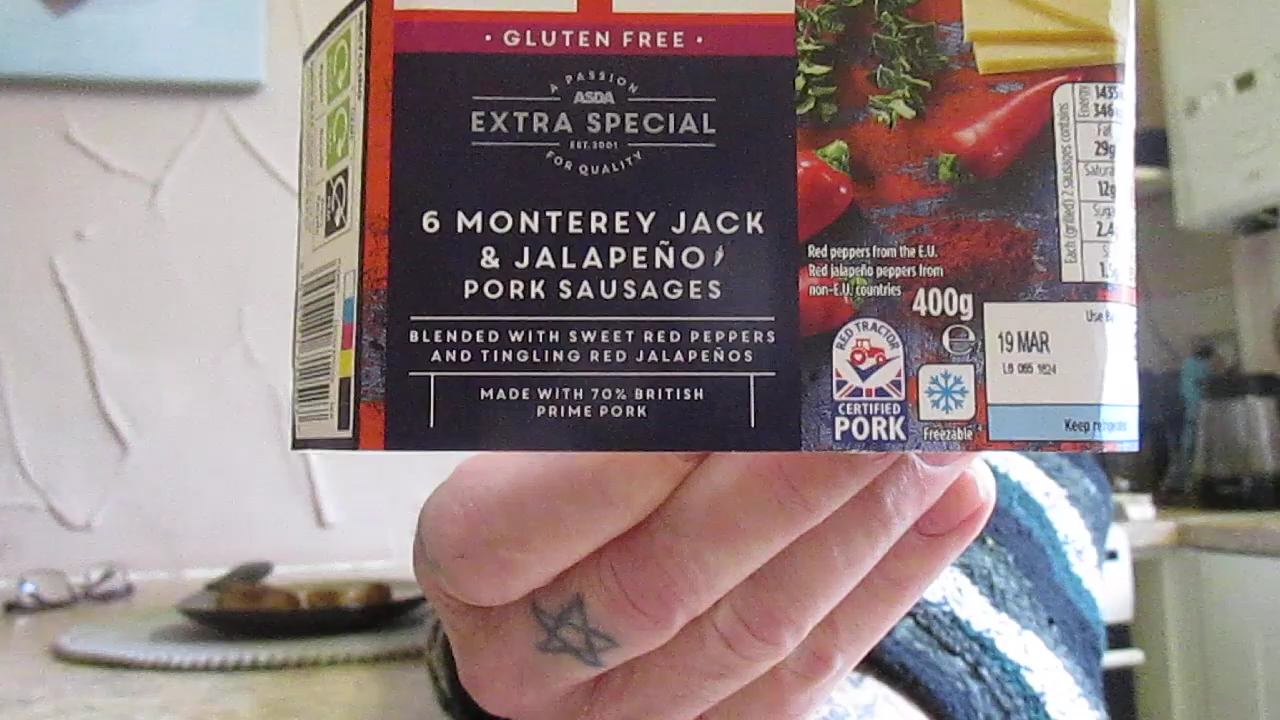 · GLUTEN FREE ·
A PASSION
ASDA
EXTRA SPECIAL
EST. 2001
FOR QUALITY
6 MONTEREY JACK
& JALAPEÑO
PORK SAUSAGES
BLENDED WITH SWEET RED PEPPERS
AND TINGLING RED JALAPEÑOS
MADE WITH 70% BRITISH
PRIME PORK
Red peppers from the E.U.
Red jalapeño peppers from
non-E.U. countries
400g
e
RED TRACTOR
CERTIFIED
PORK
Freezable
Each (grilled) 2 sausages contains
Energy
Fat
29g
12g
19 MAR
Use
Keep